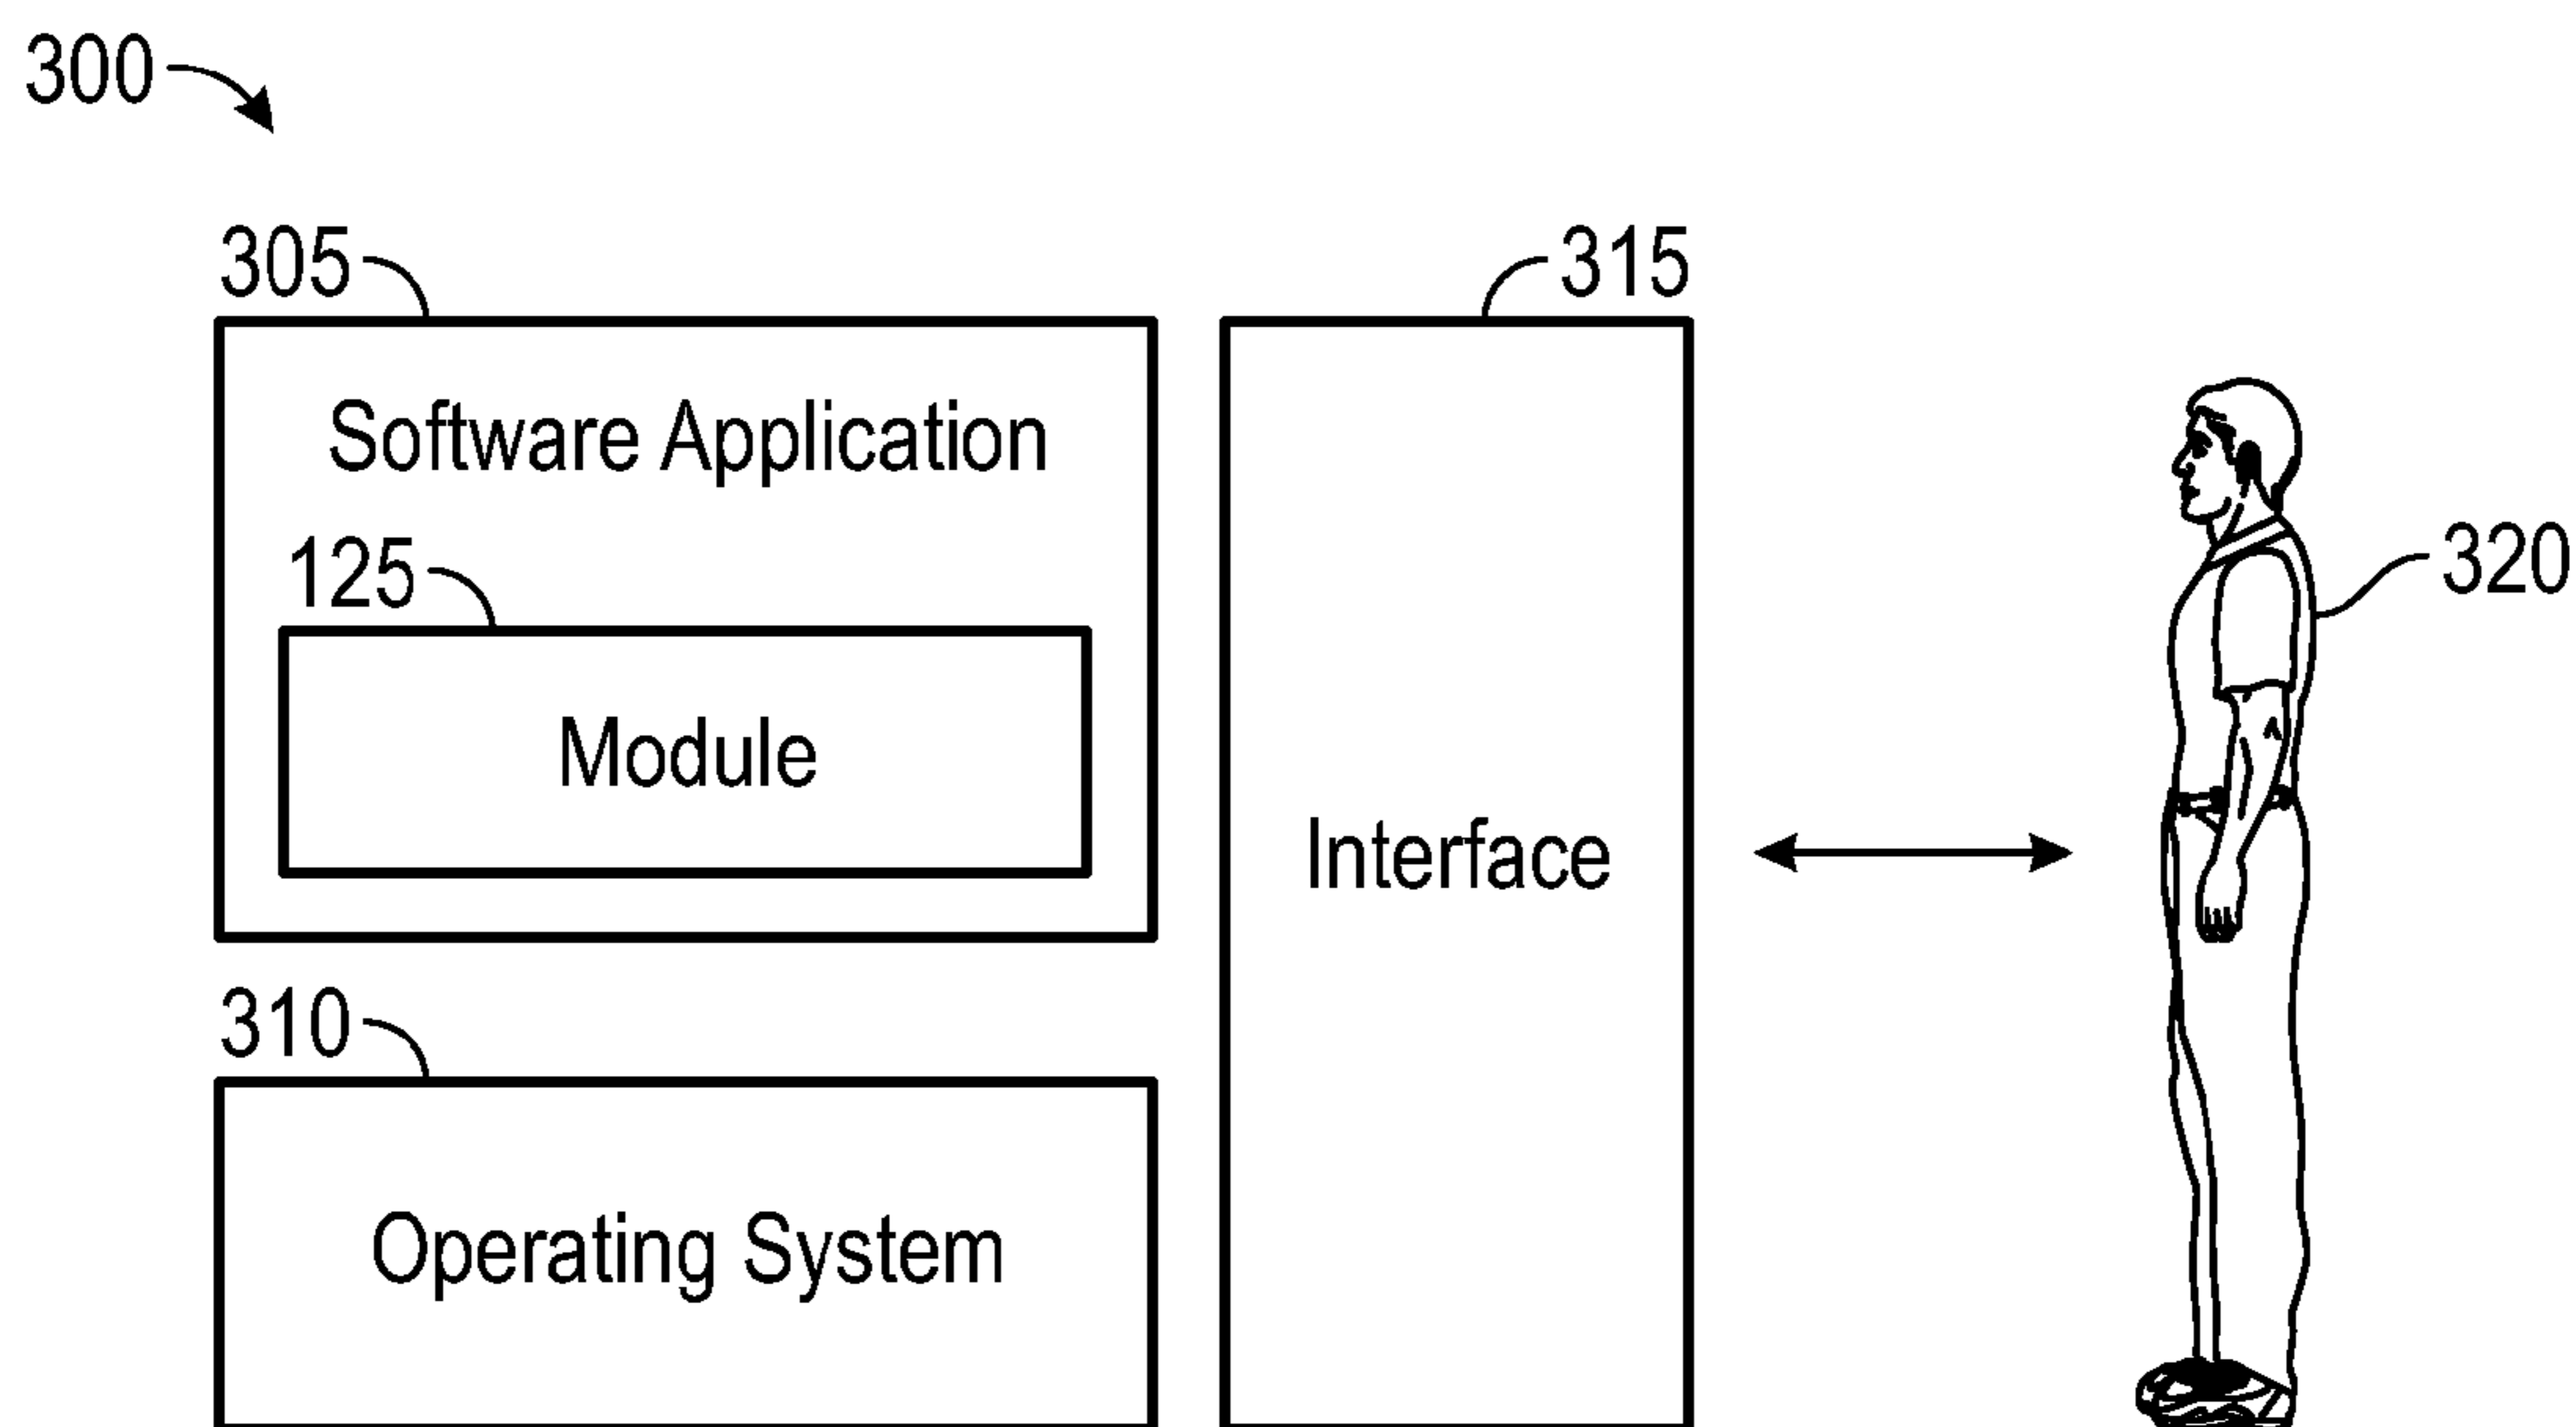 300
305
315
Software Application
125
320
Module
Interface
310
Operating System